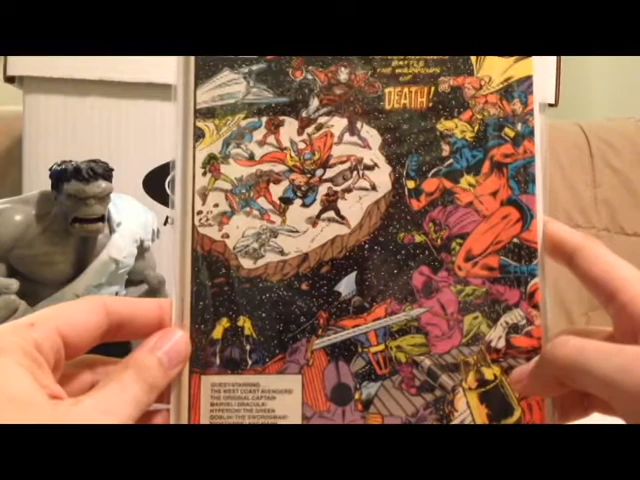 BATTLE
THE WARRIORS
OF
DEATH!
GUEST-STARRING:
THE WEST COAST AVENGERS!
THE ORIGINAL CAPTAIN
MARVEL! DRACULA!
HYPERION! THE GREEN
GOBLIN! THE SWORDSMAN!